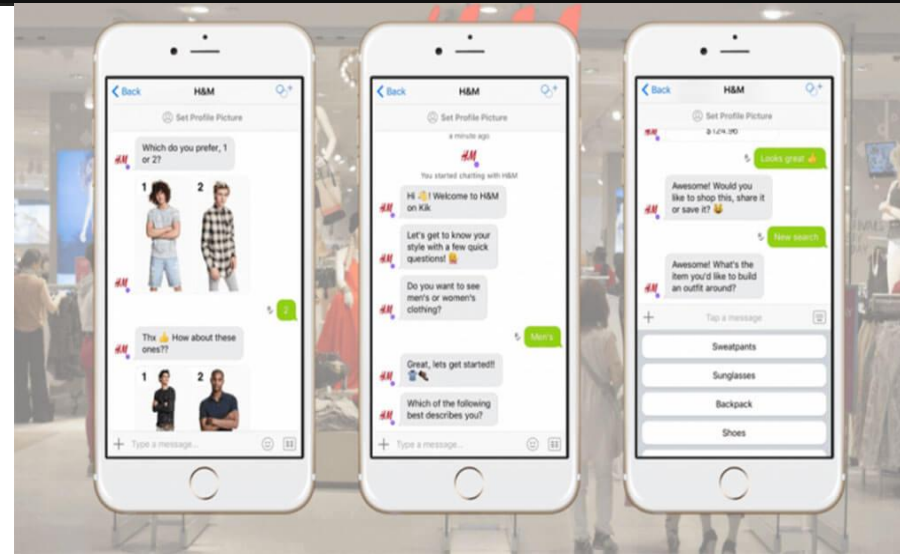 Back
H&M
Set Profile Picture
H&M
Which do you prefer, 1
or 2?
1
2
H&M
2
H&M
Thx 👍 How about these
ones??
1
2
Type a message...
Back
H&M
Set Profile Picture
a minute ago
H&M
You started chatting with H&M
H&M
Hi 👋! Welcome to H&M
on Kik
H&M
Let's get to know your
style with a few quick
questions!
H&M
Do you want to see
men's or women's
clothing?
Men's
H&M
Great, lets get started!!
H&M
Which of the following
best describes you?
Type a message...
Back
H&M
Set Profile Picture
H&M
$124.96
Looks great 👍
H&M
Awesome! Would you
like to shop this, share it
or save it?
New search
H&M
Awesome! What's the
item you'd like to build
an outfit around?
Tap a message
Sweatpants
Sunglasses
Backpack
Shoes